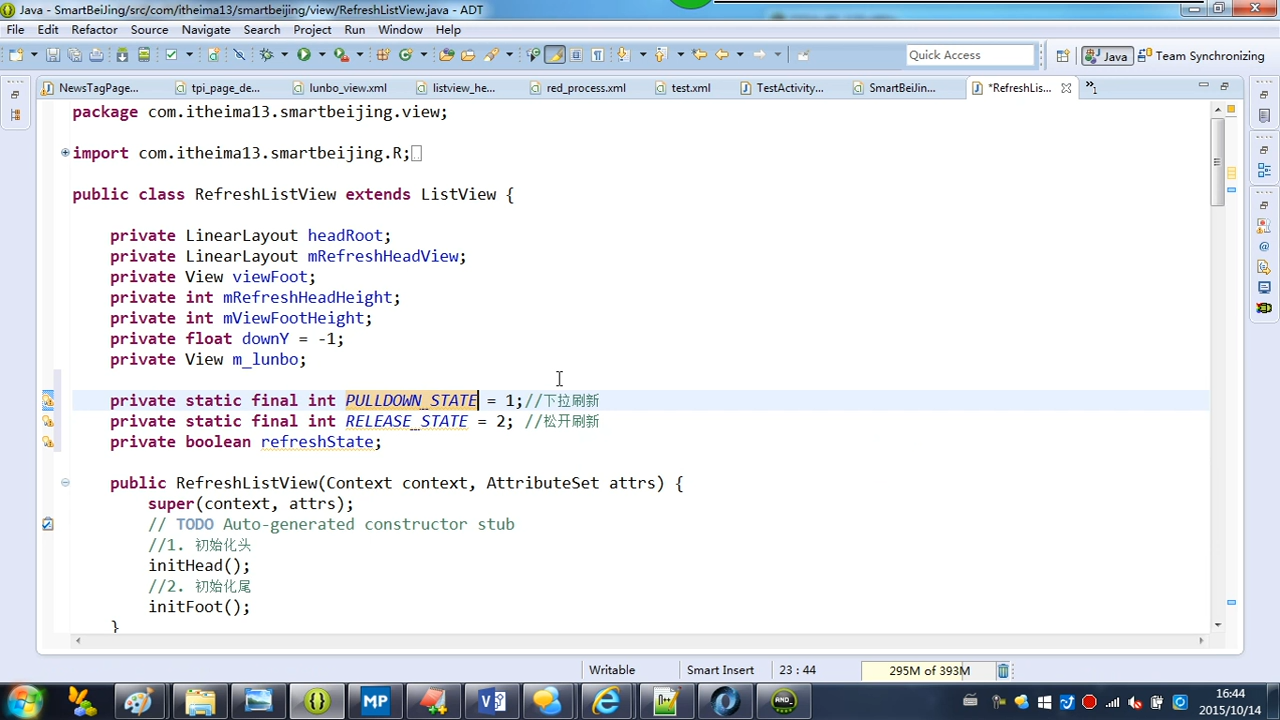 Java - SmartBeiJing/src/com/itheima13/smartbeijing/view/RefreshListView.java - ADT
File Edit Refactor Source Navigate Search Project Run Window Help
Quick Access Java Team Synchronizing
NewsTagPage... tpi_page_de... lunbo_view.xml listview_he... red_process.xml test.xml TestActivity... SmartBeiJin... *RefreshLis... »1
package com.itheima13.smartbeijing.view;
import com.itheima13.smartbeijing.R;
public class RefreshListView extends ListView {
private LinearLayout headRoot;
private LinearLayout mRefreshHeadView;
private View viewFoot;
private int mRefreshHeadHeight;
private int mViewFootHeight;
private float downY = -1;
private View m_lunbo;
private static final int PULLDOWN_STATE = 1;//下拉刷新
private static final int RELEASE_STATE = 2; //松开刷新
private boolean refreshState;
public RefreshListView(Context context, AttributeSet attrs) {
super(context, attrs);
// TODO Auto-generated constructor stub
//1. 初始化头
initHead();
//2. 初始化尾
initFoot();
}
Writable Smart Insert 23 : 44 295M of 393M
MP
16:44
2015/10/14